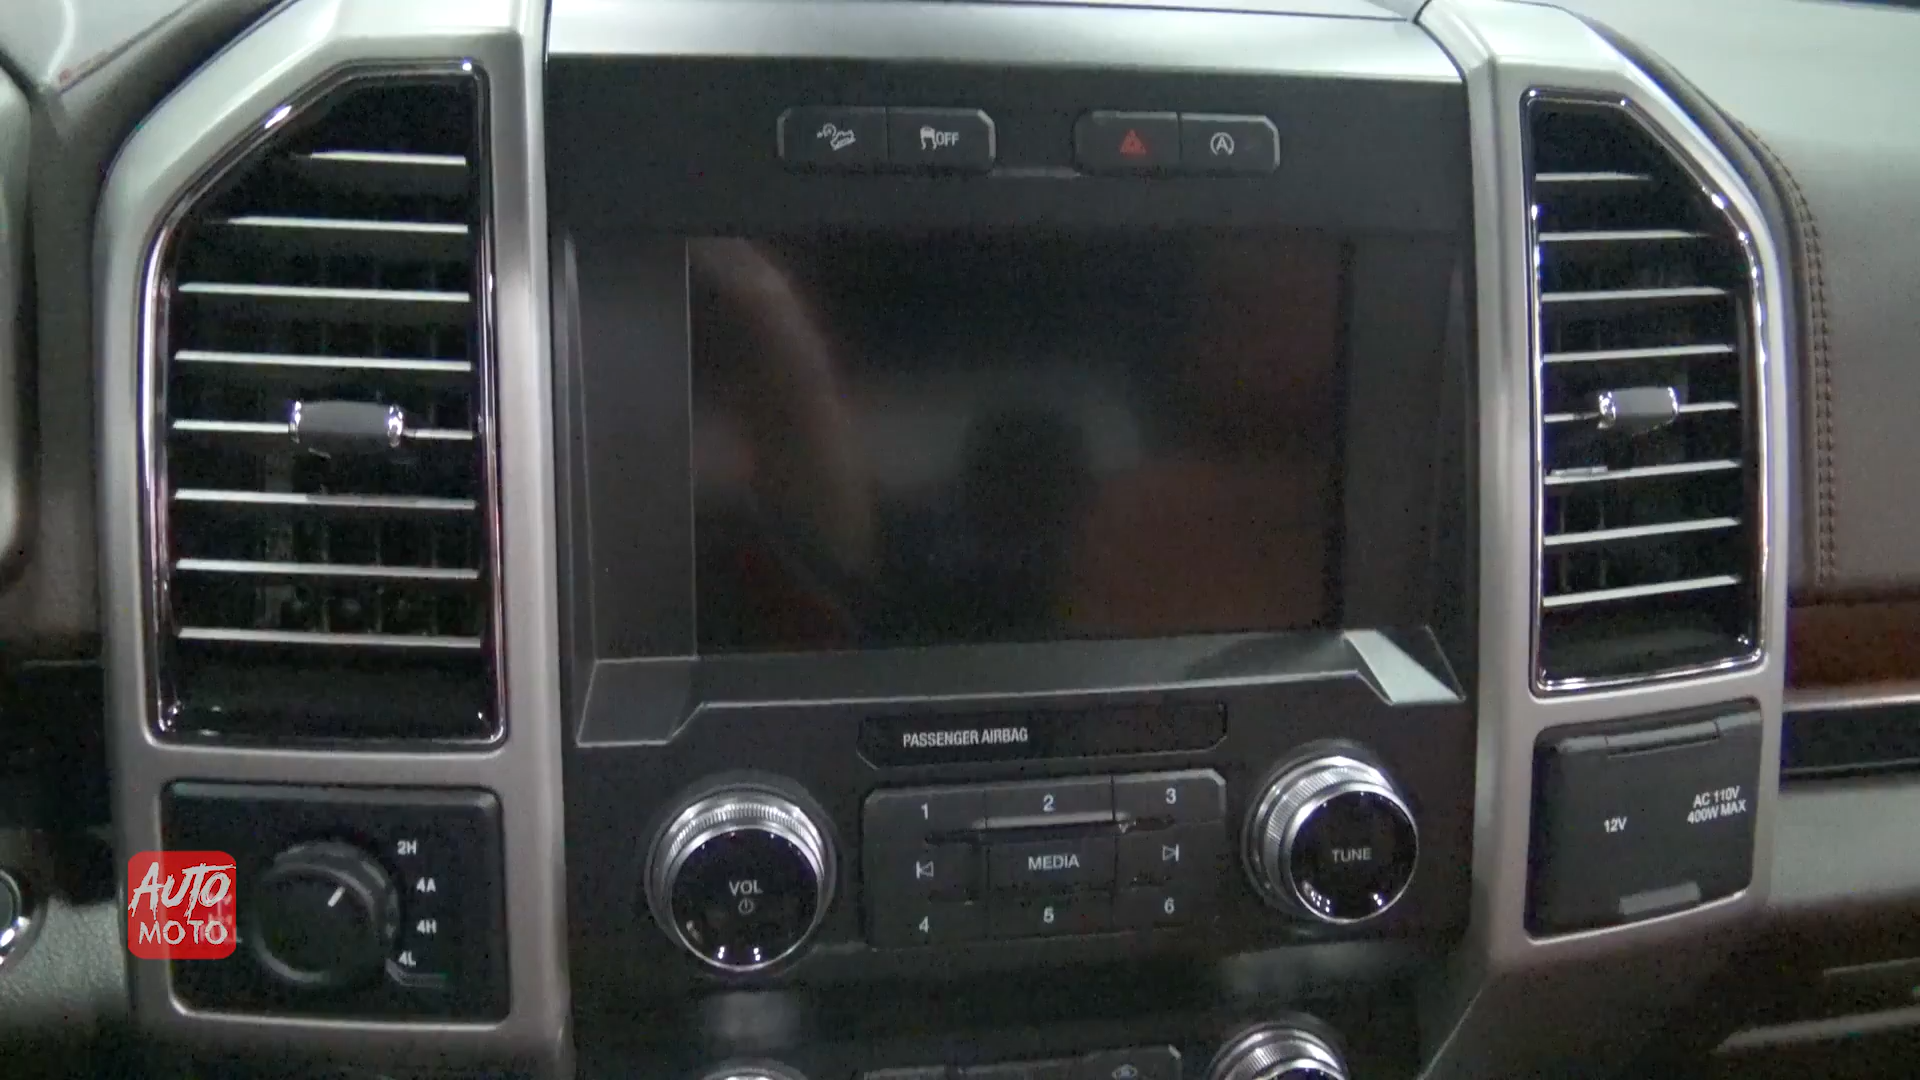 OFF
PASSENGER AIRBAG
1 2 3
MEDIA
4 5 6
VOL
TUNE
2H
4A
4H
4L
12V
AC 110V
400W MAX
AUTO
MOTO